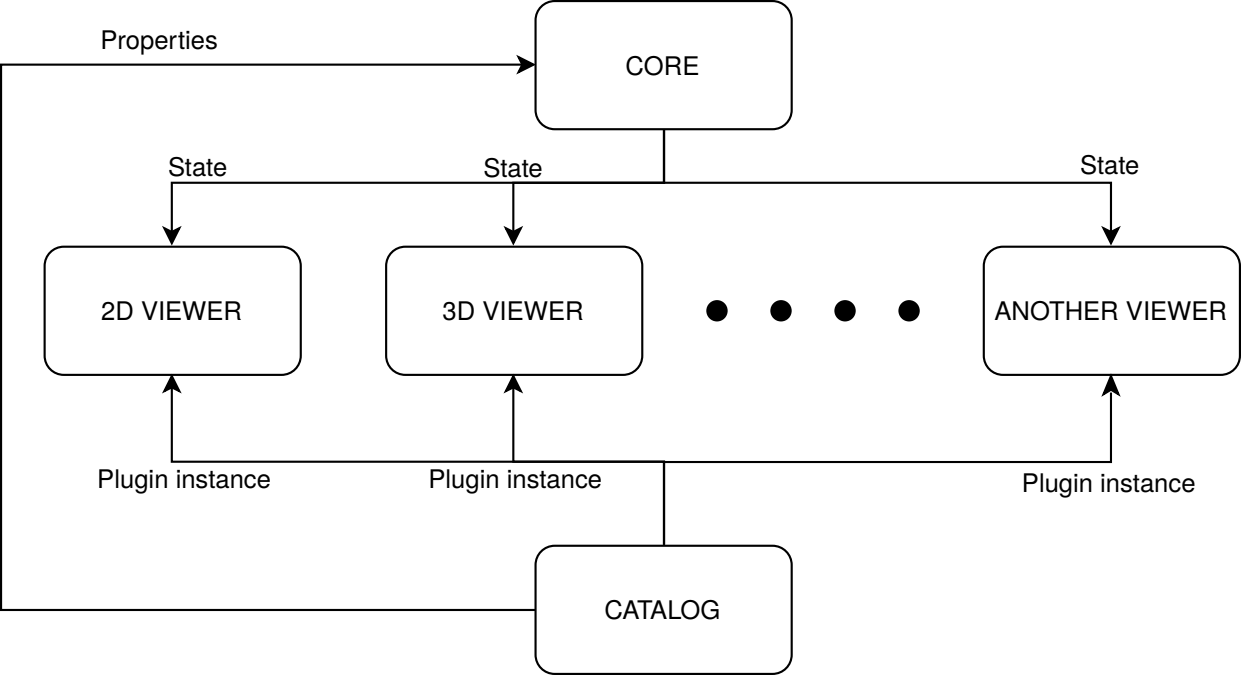 Properties
CORE
State
State
State
2D VIEWER
3D VIEWER
ANOTHER VIEWER
Plugin instance
Plugin instance
Plugin instance
CATALOG